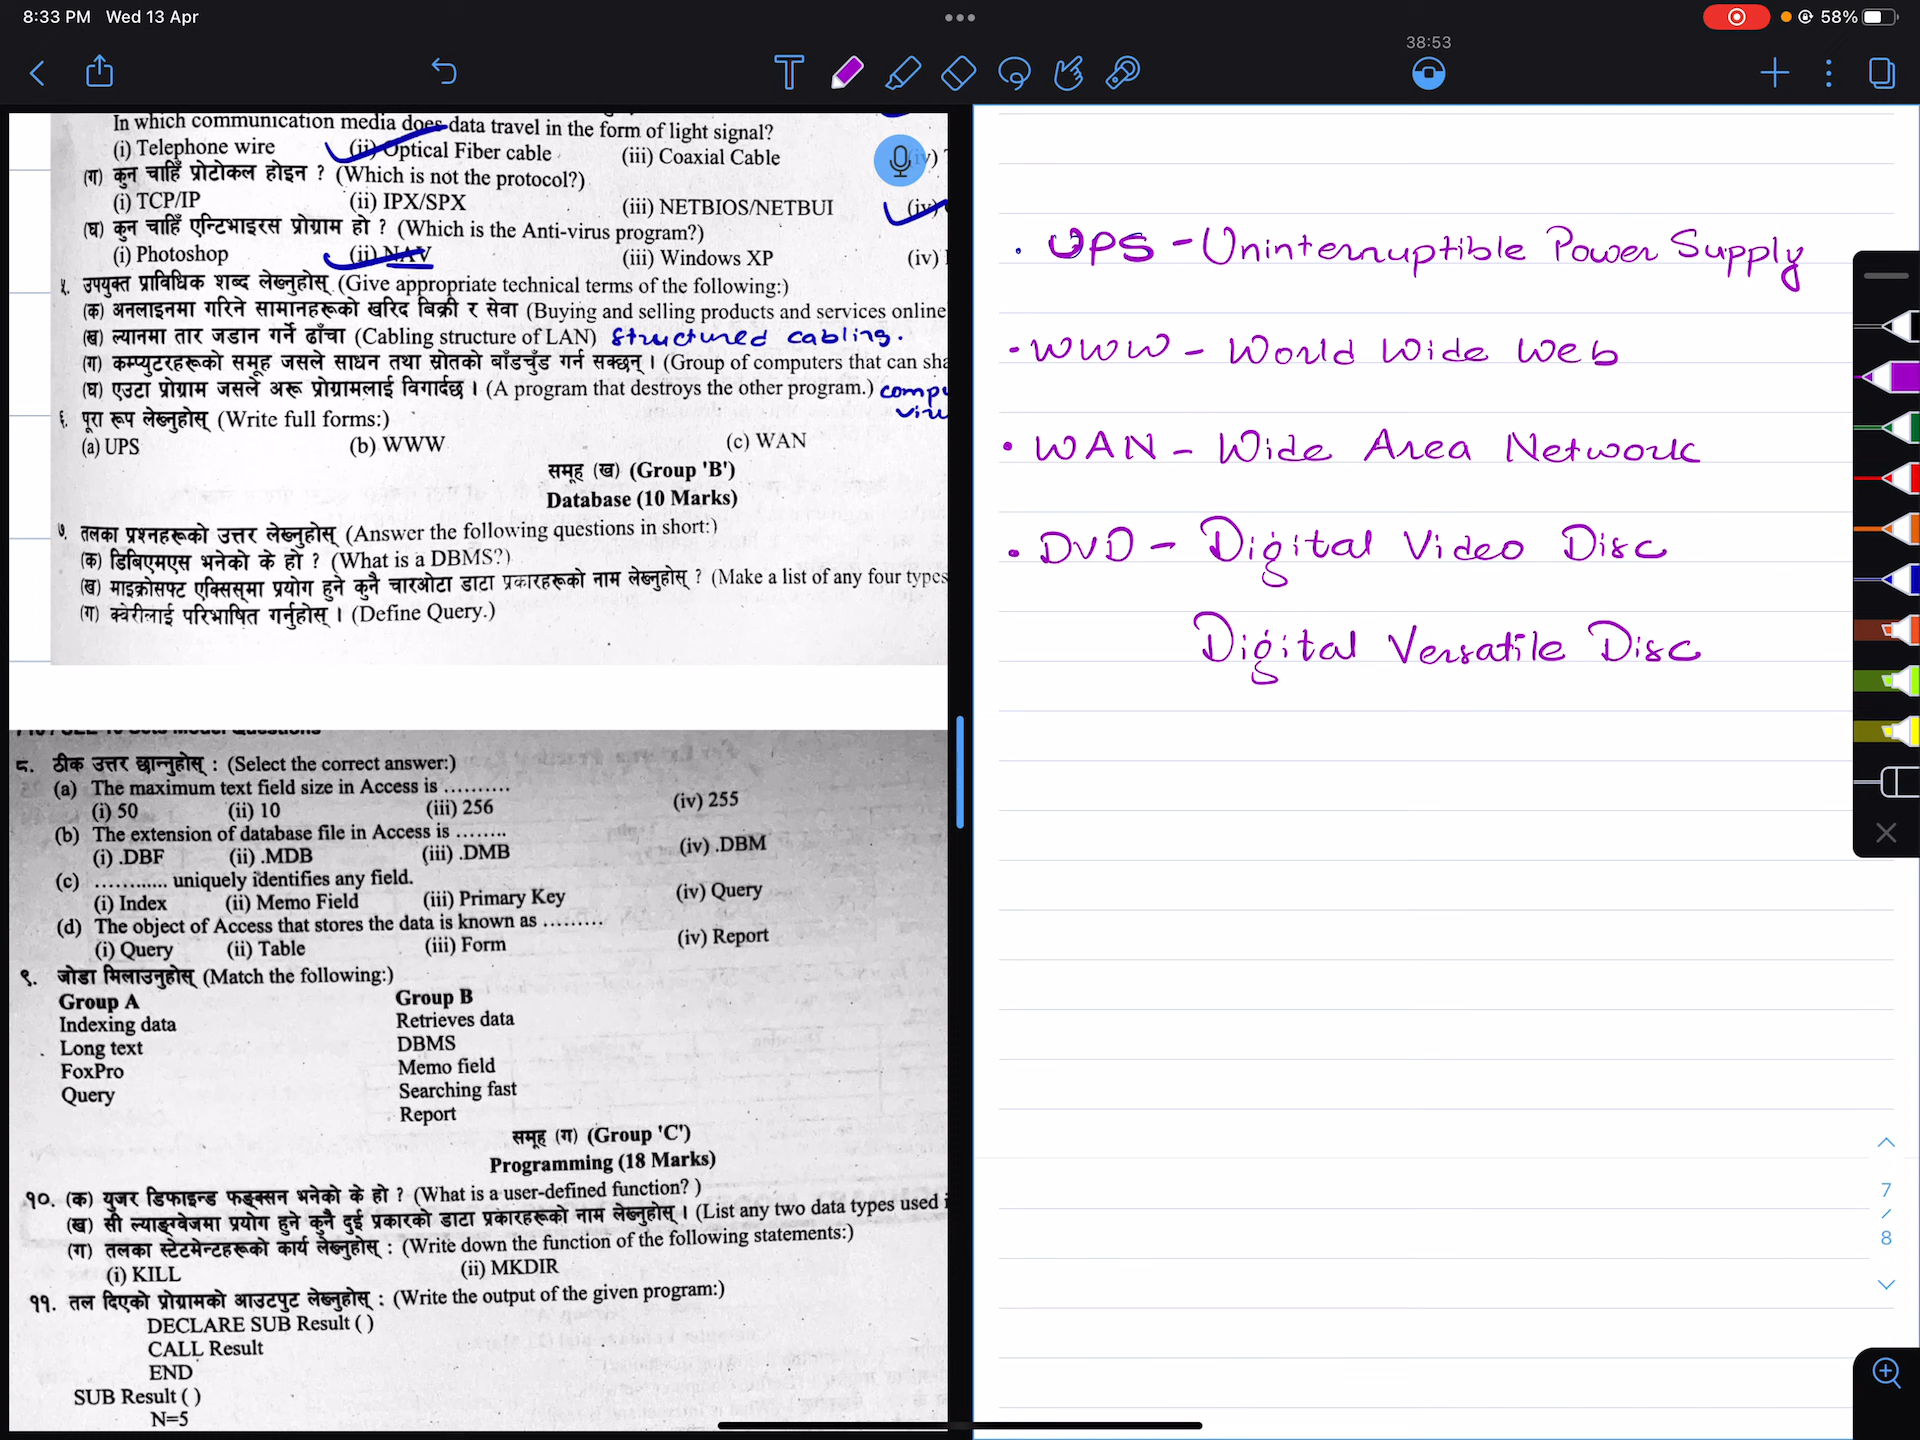 8:33 PM Wed 13 Apr
58%
38:53
In which communication media does data travel in the form of light signal?
(i) Telephone wire (ii) Optical Fiber cable (iii) Coaxial Cable (iv)
(ग) कुन चाहिँ प्रोटोकल होइन ? (Which is not the protocol?)
(i) TCP/IP (ii) IPX/SPX (iii) NETBIOS/NETBUI (iv)
(घ) कुन चाहिँ एन्टिभाइरस प्रोग्राम हो ? (Which is the Anti-virus program?)
(i) Photoshop (ii) NAV (iii) Windows XP (iv)
५. उपयुक्त प्राविधिक शब्द लेख्नुहोस् (Give appropriate technical terms of the following:)
(क) अनलाइनमा गरिने सामानहरूको खरिद बिक्री र सेवा (Buying and selling products and services online
(ख) ल्यानमा तार जडान गर्ने ढाँचा (Cabling structure of LAN) Structured cabling.
(ग) कम्प्युटरहरूको समूह जसले साधन तथा स्रोतको बाँडचुँड गर्न सक्छन् । (Group of computers that can sha
(घ) एउटा प्रोग्राम जसले अरू प्रोग्रामलाई विगार्दछ । (A program that destroys the other program.) compu
viru
६. पूरा रूप लेख्नुहोस् (Write full forms:)
(a) UPS (b) WWW (c) WAN
समूह (ख) (Group 'B')
Database (10 Marks)
७. तलका प्रश्नहरूको उत्तर लेख्नुहोस् (Answer the following questions in short:)
(क) डिबिएमएस भनेको के हो ? (What is a DBMS?)
(ख) माइक्रोसफ्ट एक्सिसमा प्रयोग हुने कुनै चारओटा डाटा प्रकारहरूको नाम लेख्नुहोस् ? (Make a list of any four types
(ग) क्वेरीलाई परिभाषित गर्नुहोस् । (Define Query.)
८. ठीक उत्तर छान्नुहोस् : (Select the correct answer:)
(a) The maximum text field size in Access is ..........
(i) 50 (ii) 10 (iii) 256 (iv) 255
(b) The extension of database file in Access is ........
(i) .DBF (ii) .MDB (iii) .DMB (iv) .DBM
(c) ............ uniquely identifies any field.
(i) Index (ii) Memo Field (iii) Primary Key (iv) Query
(d) The object of Access that stores the data is known as .........
(i) Query (ii) Table (iii) Form (iv) Report
९. जोडा मिलाउनुहोस् (Match the following:)
Group A Group B
Indexing data Retrieves data
Long text DBMS
FoxPro Memo field
Query Searching fast
Report
समूह (ग) (Group 'C')
Programming (18 Marks)
१०. (क) युजर डिफाइन्ड फङ्क्सन भनेको के हो ? (What is a user-defined function? )
(ख) सी ल्याङ्ग्वेजमा प्रयोग हुने कुनै दुई प्रकारको डाटा प्रकारहरूको नाम लेख्नुहोस् । (List any two data types used i
(ग) तलका स्टेटमेन्टहरूको कार्य लेख्नुहोस् : (Write down the function of the following statements:)
(i) KILL (ii) MKDIR
११. तल दिएको प्रोग्रामको आउटपुट लेख्नुहोस् : (Write the output of the given program:)
DECLARE SUB Result ( )
CALL Result
END
SUB Result ( )
N=5
• UPS - Uninterruptible Power Supply
• WWW - World Wide Web
• WAN - Wide Area Network
• DVD - Digital Video Disc
Digital Versatile Disc
7
/
8